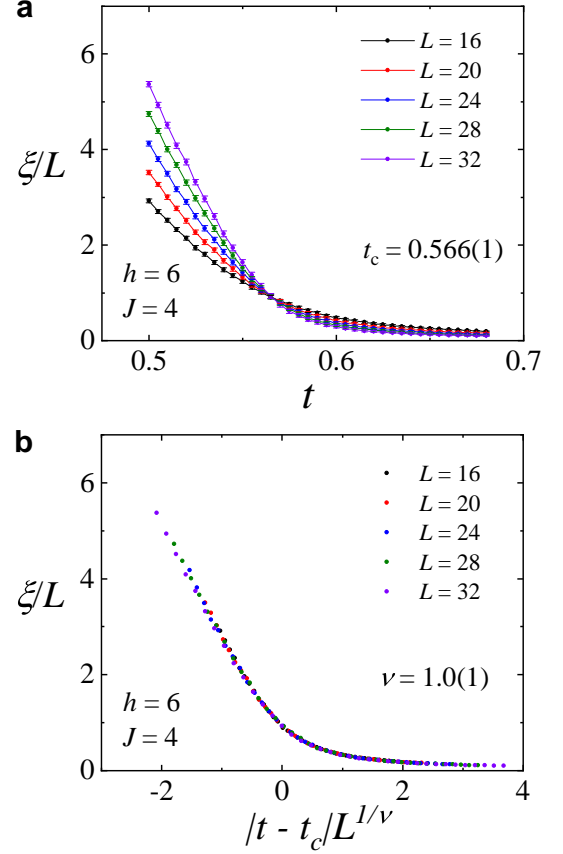 a
6
4
2
0
ξ/L
L = 16
L = 20
L = 24
L = 28
L = 32
t_c = 0.566(1)
h = 6
J = 4
0.5
0.6
0.7
t
b
6
4
2
0
ξ/L
L = 16
L = 20
L = 24
L = 28
L = 32
ν = 1.0(1)
h = 6
J = 4
-2
0
2
4
|t - t_c|L^{1/ν}